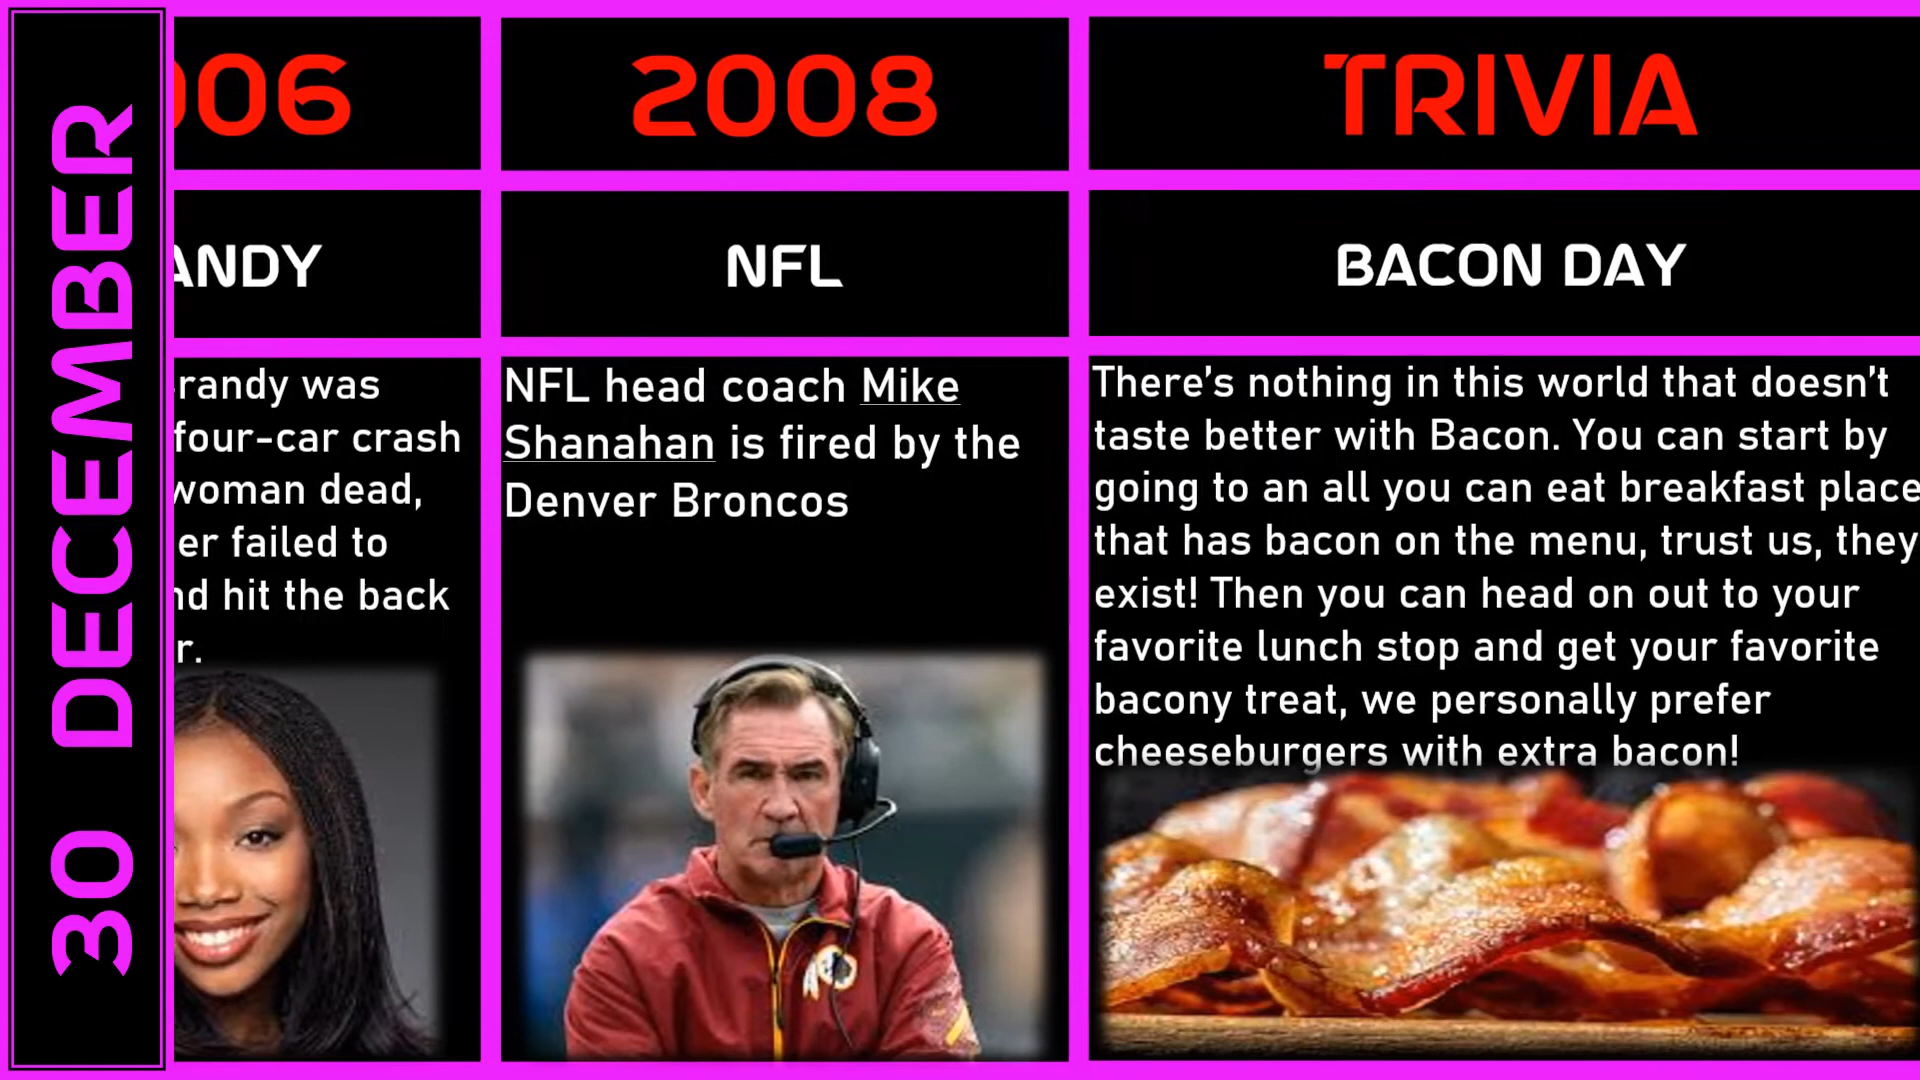 30 DECEMBER
006
ANDY
randy was
four-car crash
woman dead,
er failed to
nd hit the back
r.
2008
NFL
NFL head coach Mike
Shanahan is fired by the
Denver Broncos
TRIVIA
BACON DAY
There's nothing in this world that doesn't
taste better with Bacon. You can start by
going to an all you can eat breakfast place
that has bacon on the menu, trust us, they
exist! Then you can head on out to your
favorite lunch stop and get your favorite
bacony treat, we personally prefer
cheeseburgers with extra bacon!